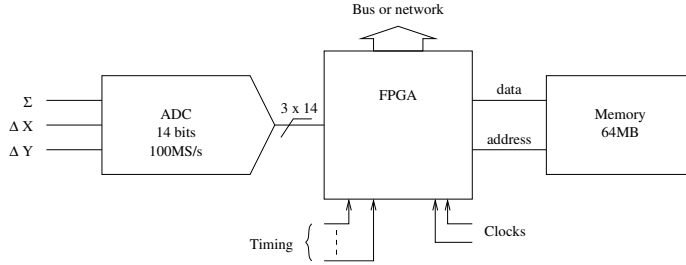 Bus or network
Σ
Δ X
Δ Y
ADC
14 bits
100MS/s
3 x 14
FPGA
data
address
Memory
64MB
Timing
Clocks